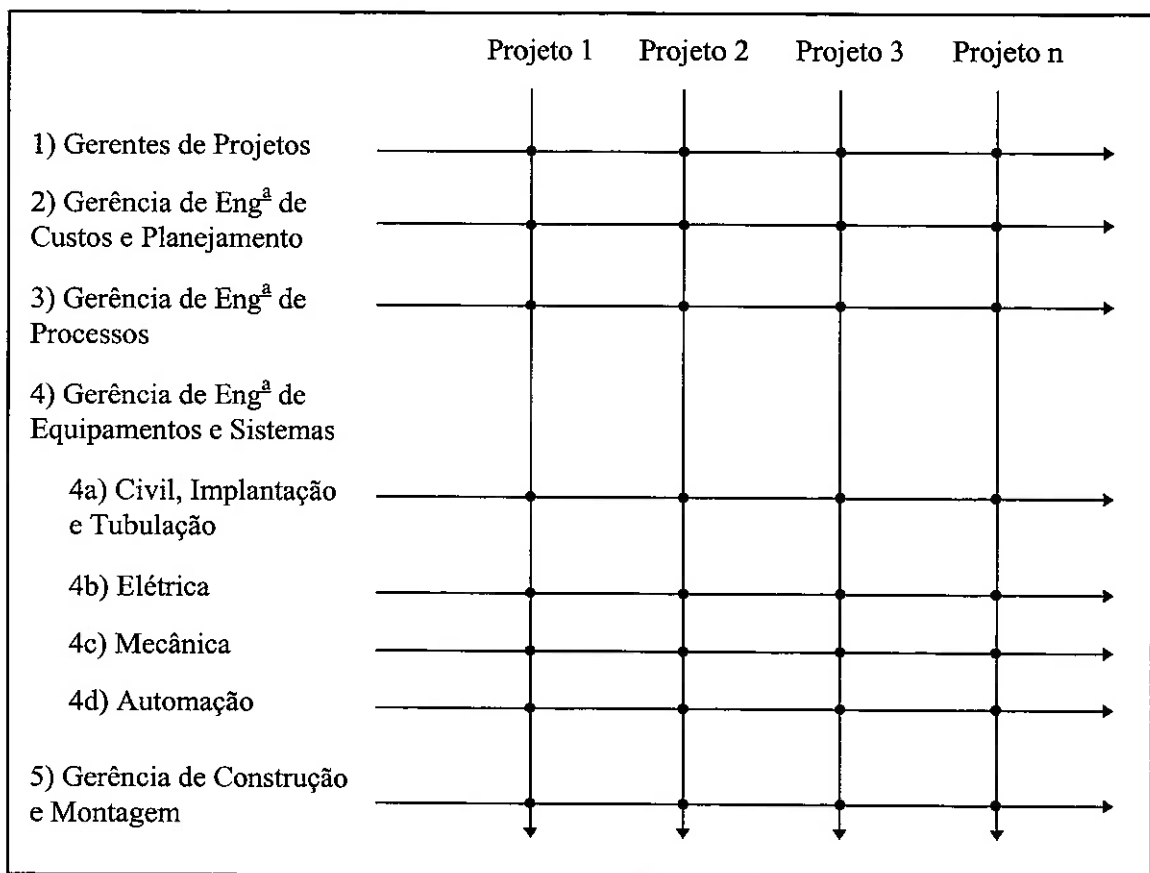 Projeto 1 Projeto 2 Projeto 3 Projeto n
1) Gerentes de Projetos
2) Gerência de Engª de
Custos e Planejamento
3) Gerência de Engª de
Processos
4) Gerência de Engª de
Equipamentos e Sistemas
4a) Civil, Implantação
e Tubulação
4b) Elétrica
4c) Mecânica
4d) Automação
5) Gerência de Construção
e Montagem